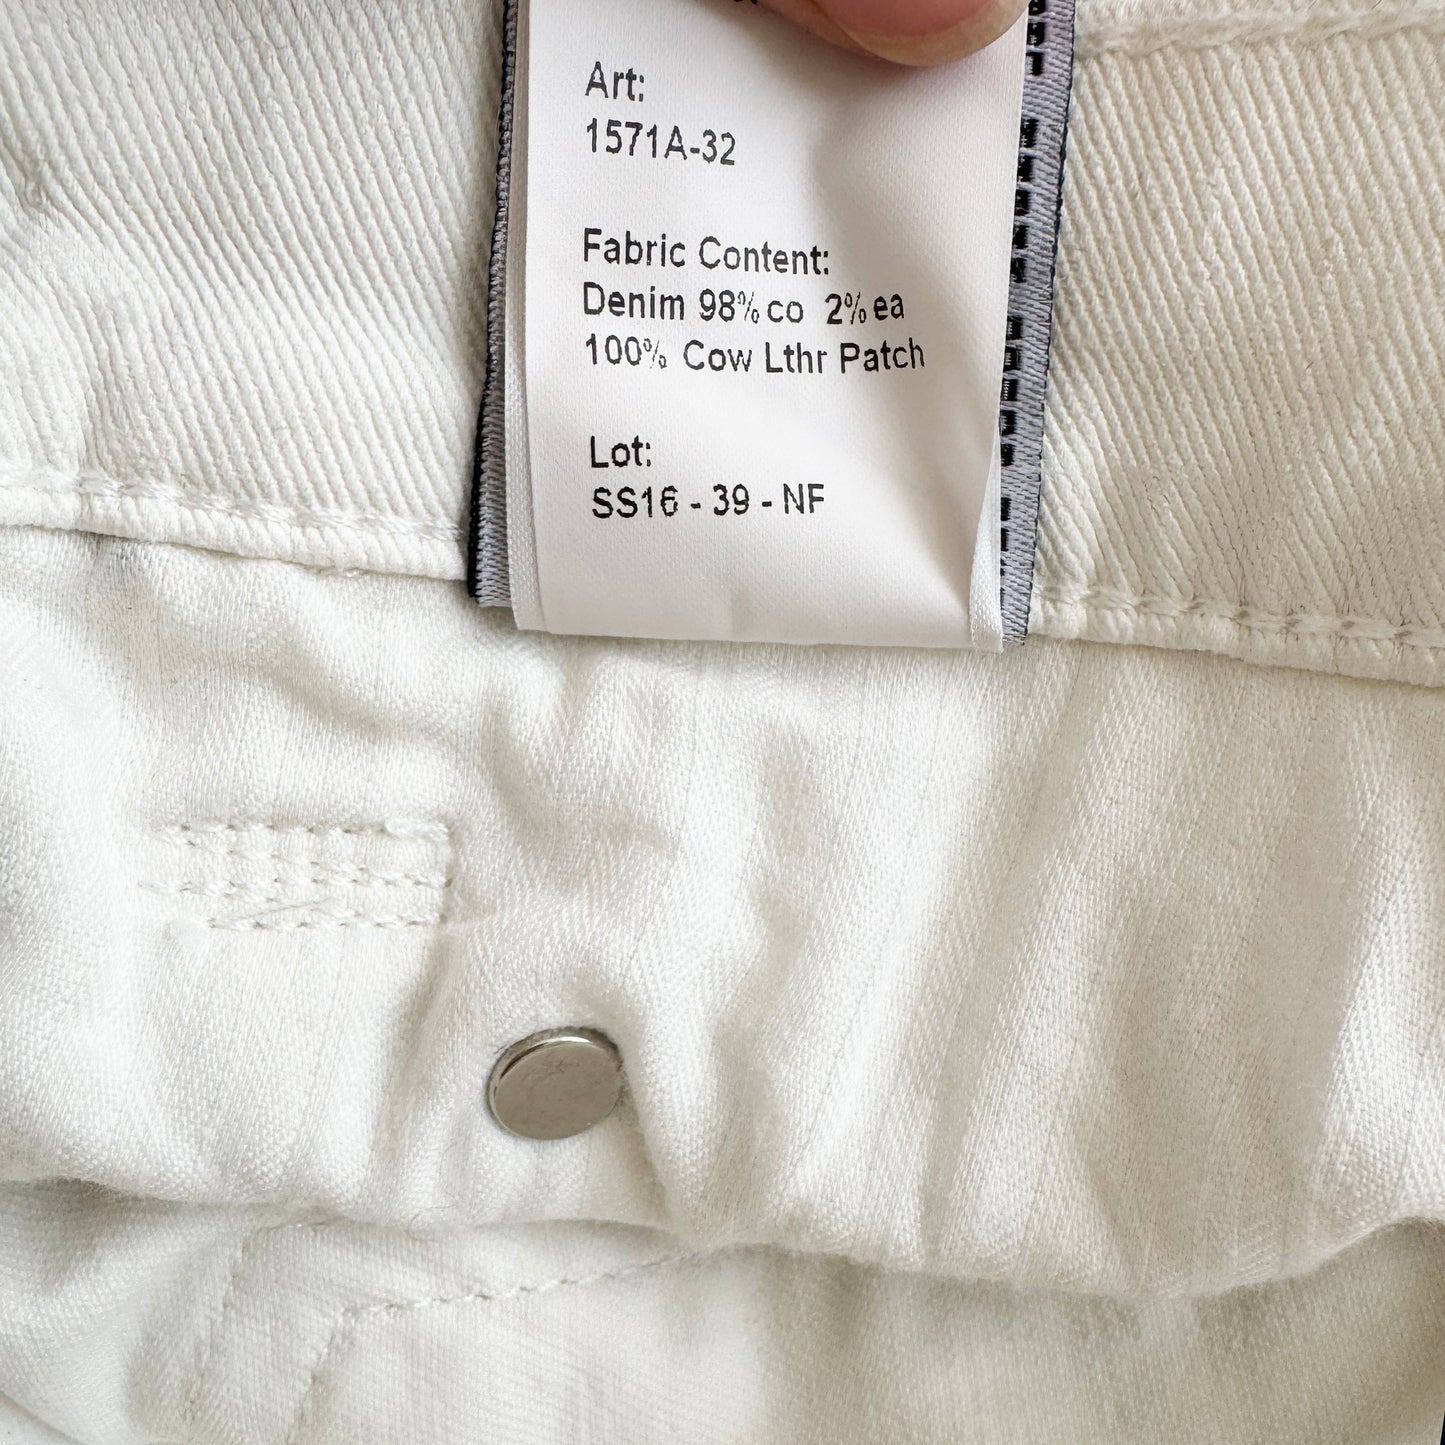 Art:
1571A-32
Fabric Content:
Denim 98% co 2% ea
100% Cow Lthr Patch
Lot:
SS16 - 39 - NF